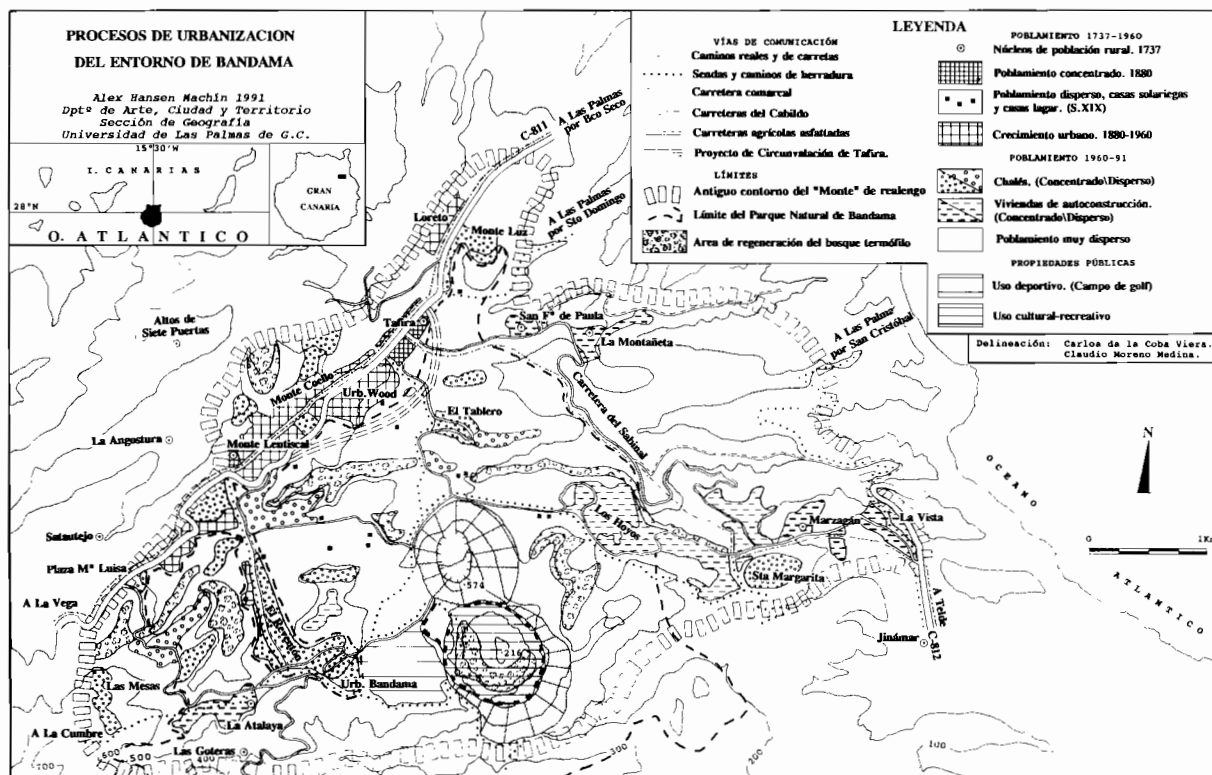 PROCESOS DE URBANIZACION
DEL ENTORNO DE BANDAMA
Alex Hansen Machín 1991
Dptº de Arte, Ciudad y Territorio
Sección de Geografía
Universidad de Las Palmas de G.C.
15°30'W
I. CANARIAS
28°N
O. ATLANTICO
GRAN
CANARIA
LEYENDA
VÍAS DE COMUNICACIÓN
Caminos reales y de carretas
Sendas y caminos de herradura
Carretera comarcal
Carreteras del Cabildo
Carreteras agrícolas asfaltadas
Proyecto de Circunvalación de Tafira.
LÍMITES
Antiguo contorno del "Monte" de realengo
Límite del Parque Natural de Bandama
Area de regeneración del bosque termófilo
POBLAMIENTO 1737-1960
Núcleos de población rural. 1737
Poblamiento concentrado. 1880
Poblamiento disperso, casas solariegas
y casas lagar. (S.XIX)
Crecimiento urbano. 1880-1960
POBLAMIENTO 1960-91
Chalés. (Concentrado\Disperso)
Viviendas de autoconstrucción.
(Concentrado\Disperso)
Poblamiento muy disperso
PROPIEDADES PÚBLICAS
Uso deportivo. (Campo de golf)
Uso cultural-recreativo
Delineación: Carlos de la Coba Viera.
Claudio Moreno Medina.
C-811
A Las Palmas
por Bco Seco
A Las Palmas
por Sto Domingo
Loreto
Monte Luz
Altos de
Siete Puertas
Tafira
San Fº de Paula
La Montañeta
A Las Palmas
por San Cristóbal
Monte Coello
Urb. Wood
Carretera del Sabinal
El Tablero
La Angostura
Monte Lentiscal
N
OCEANO
ATLANTICO
0
1Km
Satautejo
Los Hoyos
Marzagán
La Vista
Plaza Mª Luisa
574
Sta Margarita
A La Vega
El Reventón
A Telde
C-812
Jinámar
216
Las Mesas
Urb. Bandama
La Atalaya
A La Cumbre
Las Goteras
600
500
400
300
200
100